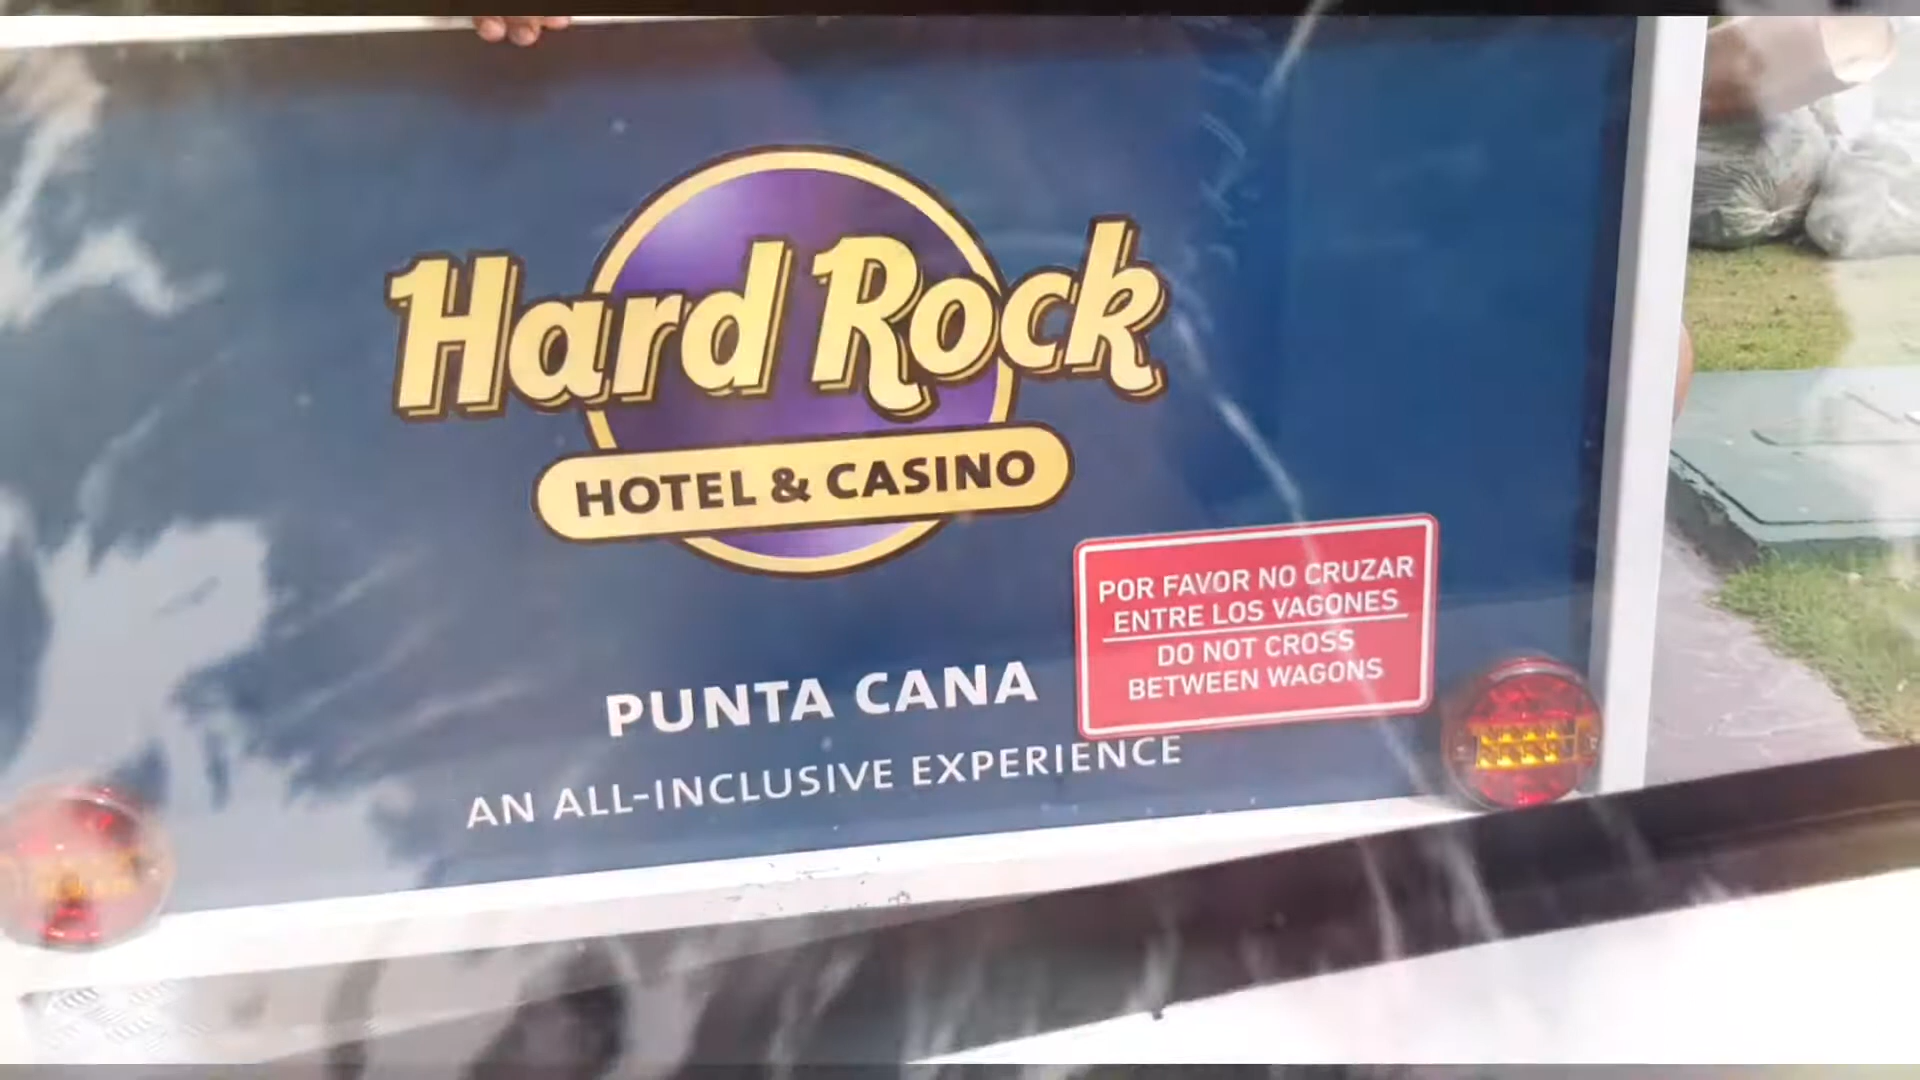 Hard Rock
HOTEL & CASINO
PUNTA CANA
AN ALL-INCLUSIVE EXPERIENCE
POR FAVOR NO CRUZAR
ENTRE LOS VAGONES
DO NOT CROSS
BETWEEN WAGONS